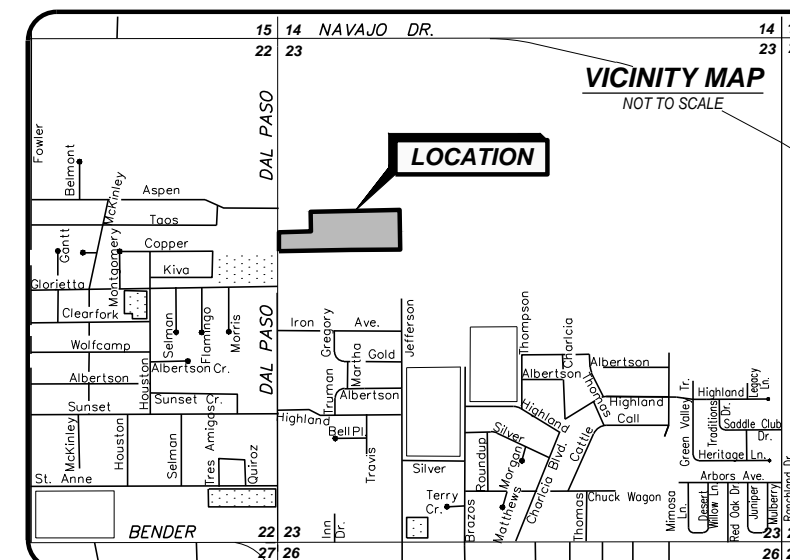 15 14 NAVAJO DR. 14
22 23 23
VICINITY MAP
NOT TO SCALE
DAL PASO
LOCATION
Fowler
Belmont
McKinley
Aspen
Taos
Gantt
Montgomery
Copper
Kiva
Glorietta
Clearfork
Selman
Flamingo
Morris
DAL PASO
Wolfcamp
Houston
Albertson Cr.
Albertson
Sunset Cr.
Sunset
McKinley
Houston
Selman
Tres Amigas
Quiroz
St. Anne
BENDER
22 23
27 26
Iron Ave.
Gregory
Jefferson
Martha
Gold
Truman
Albertson
Highland
Bell Pl.
Travis
Inn Dr.
Silver
Thompson
Charlcia
Albertson
Albertson
Thomas
Highland
Highland
Call
Silver
Roundup
Morgan
Charlcia Blvd.
Cattle
Terry Cr.
Brazos
Matthews
Thomas
Chuck Wagon
Green Valley Tr.
Highland
Legacy Ln.
Traditions Dr.
Saddle Club Dr.
Heritage Ln.
Arbors Ave.
Mimosa Ln.
Desert Willow Ln.
Red Oak Dr
Juniper
Mulberry
Ranchland Dr
23
26